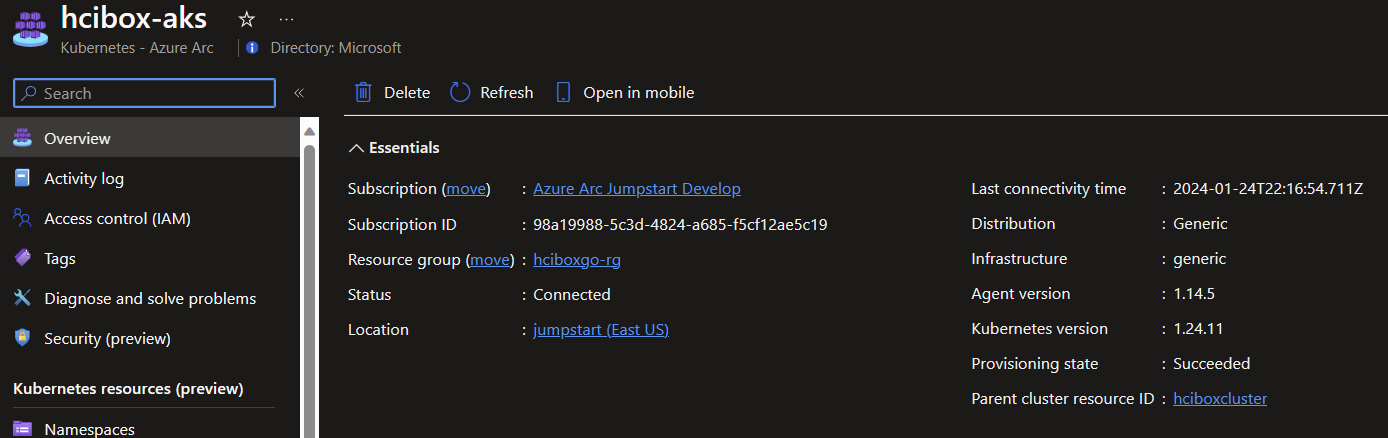 hcibox-aks
Kubernetes - Azure Arc
Directory: Microsoft
Search
Delete
Refresh
Open in mobile
Overview
Activity log
Access control (IAM)
Tags
Diagnose and solve problems
Security (preview)
Kubernetes resources (preview)
Namespaces
Essentials
Subscription (move) : Azure Arc Jumpstart Develop
Subscription ID : 98a19988-5c3d-4824-a685-f5cf12ae5c19
Resource group (move) : hciboxgo-rg
Status : Connected
Location : jumpstart (East US)
Last connectivity time : 2024-01-24T22:16:54.711Z
Distribution : Generic
Infrastructure : generic
Agent version : 1.14.5
Kubernetes version : 1.24.11
Provisioning state : Succeeded
Parent cluster resource ID : hciboxcluster